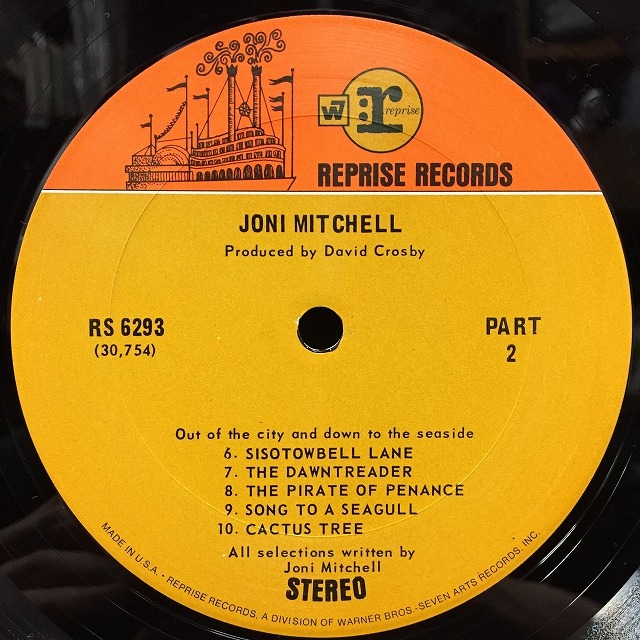 W7 r reprise
REPRISE RECORDS
JONI MITCHELL
Produced by David Crosby
RS 6293
(30,754)
PART
2
Out of the city and down to the seaside
6. SISOTOWBELL LANE
7. THE DAWNTREADER
8. THE PIRATE OF PENANCE
9. SONG TO A SEAGULL
10. CACTUS TREE
All selections written by
Joni Mitchell
STEREO
MADE IN U.S.A. • REPRISE RECORDS, A DIVISION OF WARNER BROS.-SEVEN ARTS RECORDS, INC.